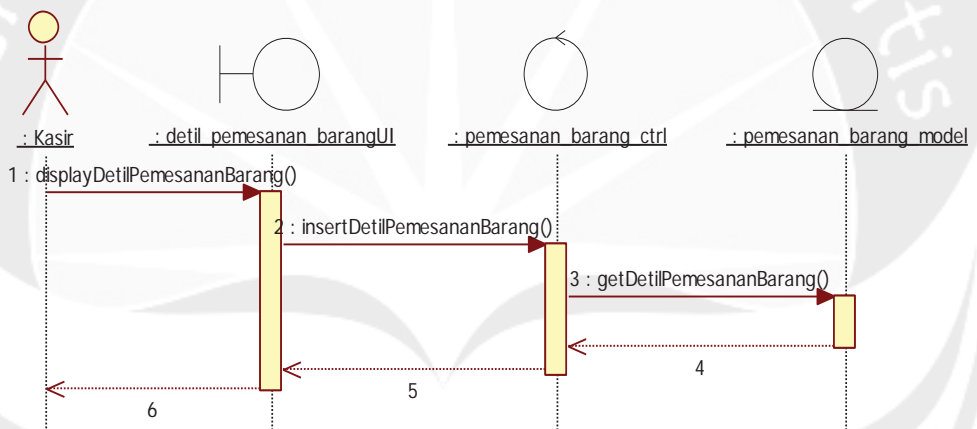 : Kasir
: detil_pemesanan_barangUI
: pemesanan_barang_ctrl
: pemesanan_barang_model
1 : displayDetilPemesananBarang()
2 : insertDetilPemesananBarang()
3 : getDetilPemesananBarang()
4
5
6